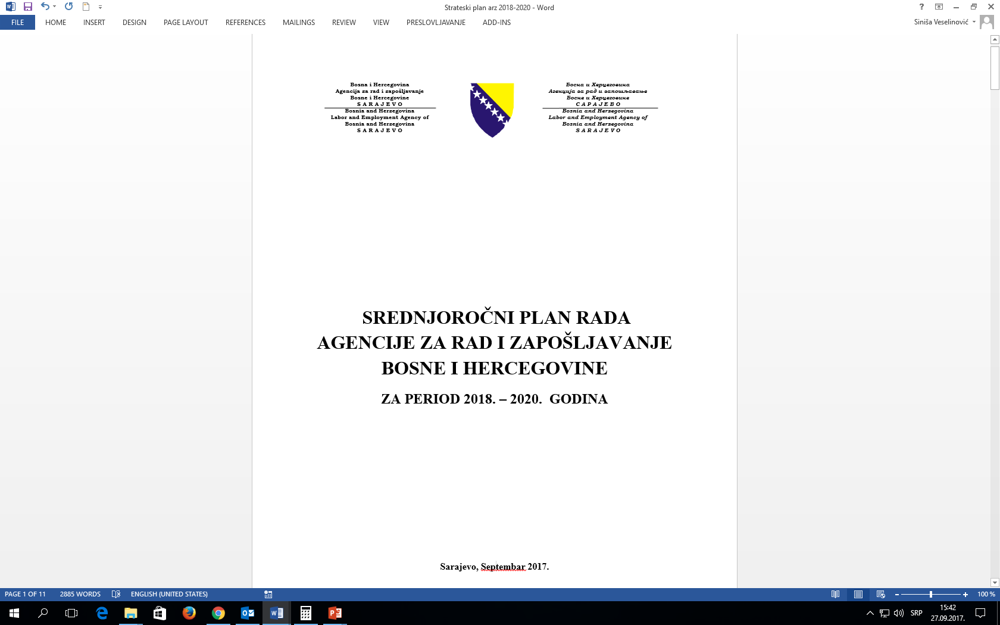 Strateski plan arz 2018-2020 - Word
FILE HOME INSERT DESIGN PAGE LAYOUT REFERENCES MAILINGS REVIEW VIEW PRESLOVLJAVANJE ADD-INS
Siniša Veselinović
Bosna i Hercegovina
Agencija za rad i zapošljavanje
Bosne i Hercegovine
S A R A J E V O
Bosnia and Herzegovina
Labor and Employment Agency of
Bosnia and Herzegovina
S A R A J E V O
Босна и Херцеговина
Агенција за рад и запошљавање
Босне и Херцеговине
С А Р А Ј Е В О
Bosnia and Herzegovina
Labor and Employment Agency of
Bosnia and Herzegovina
S A R A J E V O
SREDNJOROČNI PLAN RADA
AGENCIJE ZA RAD I ZAPOŠLJAVANJE
BOSNE I HERCEGOVINE
ZA PERIOD 2018. – 2020. GODINA
Sarajevo, Septembar 2017.
PAGE 1 OF 11 2885 WORDS ENGLISH (UNITED STATES)
100 %
SRP
15:42
27.09.2017.